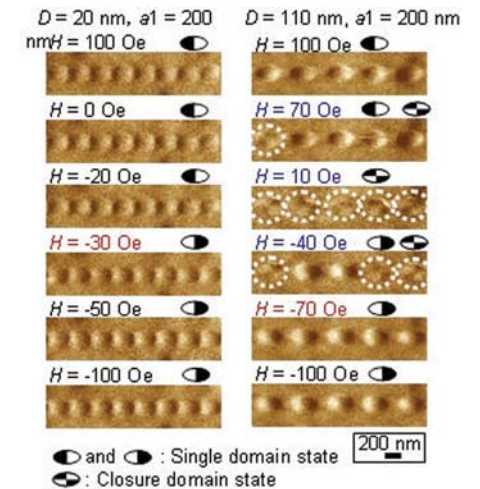 D = 20 nm, a1 = 200 nm
H = 100 Oe
H = 0 Oe
H = -20 Oe
H = -30 Oe
H = -50 Oe
H = -100 Oe
D = 110 nm, a1 = 200 nm
H = 100 Oe
H = 70 Oe
H = 10 Oe
H = -40 Oe
H = -70 Oe
H = -100 Oe
200 nm
and : Single domain state
: Closure domain state